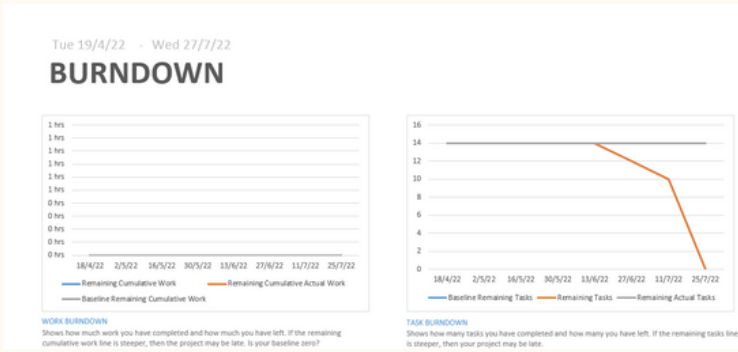 Tue 19/4/22 - Wed 27/7/22
BURNDOWN
1 hrs
1 hrs
1 hrs
1 hrs
1 hrs
1 hrs
0 hrs
0 hrs
0 hrs
0 hrs
0 hrs
18/4/22 2/5/22 16/5/22 30/5/22 13/6/22 27/6/22 11/7/22 25/7/22
Remaining Cumulative Work Remaining Cumulative Actual Work
Baseline Remaining Cumulative Work
WORK BURNDOWN
Shows how much work you have completed and how much you have left. If the remaining
cumulative work line is steeper, then the project may be late. Is your baseline zero?
16
14
12
10
8
6
4
2
0
18/4/22 2/5/22 16/5/22 30/5/22 13/6/22 27/6/22 11/7/22 25/7/22
Baseline Remaining Tasks Remaining Tasks Remaining Actual Tasks
TASK BURNDOWN
Shows how many tasks you have completed and how many you have left. If the remaining tasks line
is steeper, then your project may be late.